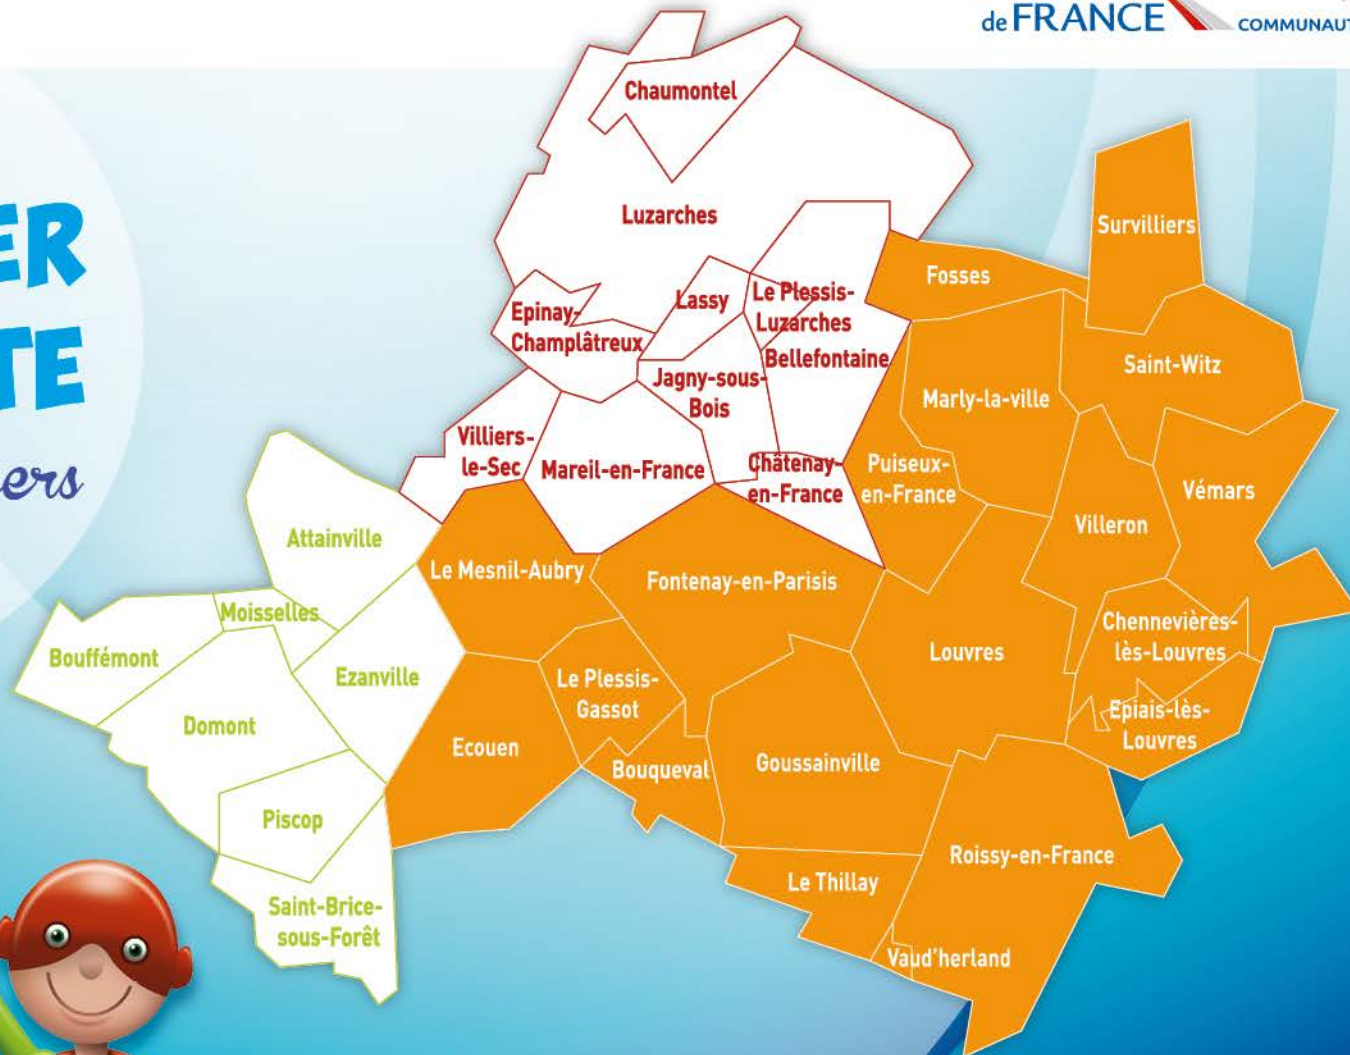 de FRANCE
COMMUNAUT
ER
TE
ers
Chaumontel
Luzarches
Survilliers
Fosses
Epinay-
Champlâtreux
Lassy
Le Plessis-
Luzarches
Bellefontaine
Saint-Witz
Jagny-sous-
Bois
Marly-la-ville
Villiers-
le-Sec
Mareil-en-France
Châtenay-
en-France
Puiseux-
en-France
Vémars
Villeron
Attainville
Le Mesnil-Aubry
Fontenay-en-Parisis
Moisselles
Chennevières-
lès-Louvres
Bouffémont
Ezanville
Louvres
Le Plessis-
Gassot
Domont
Epiais-lès-
Louvres
Ecouen
Bouqueval
Goussainville
Piscop
Roissy-en-France
Le Thillay
Saint-Brice-
sous-Forêt
Vaud'herland